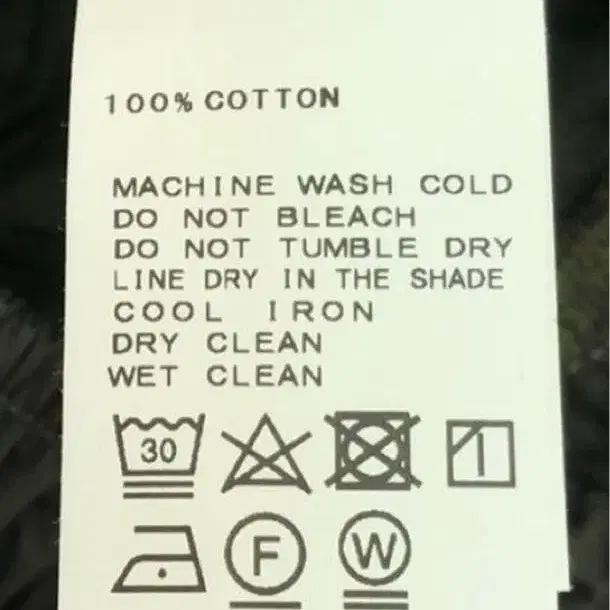 100% COTTON
MACHINE WASH COLD
DO NOT BLEACH
DO NOT TUMBLE DRY
LINE DRY IN THE SHADE
COOL IRON
DRY CLEAN
WET CLEAN
30
F W